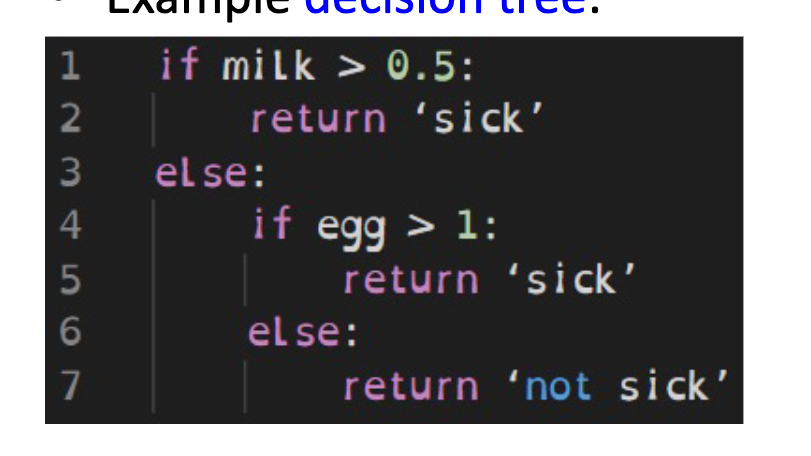 • Example decision tree:
1 if milk > 0.5:
2 return ‘sick’
3 else:
4 if egg > 1:
5 return ‘sick’
6 else:
7 return ‘not sick’